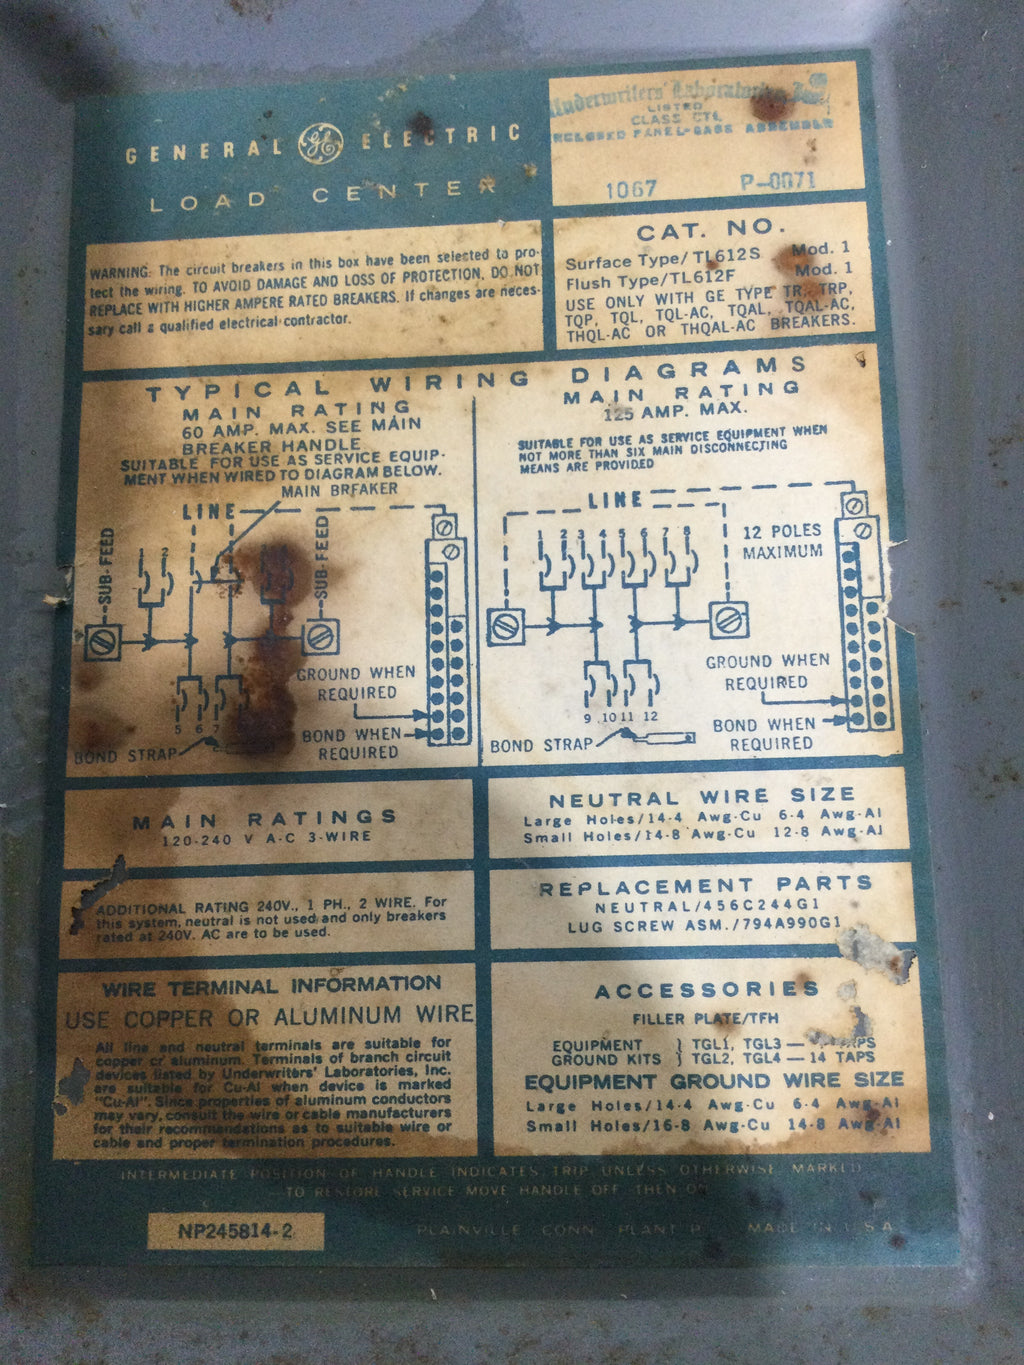 GENERAL GE ELECTRIC
LOAD CENTER
Underwriters' Laboratories, Inc.
LISTED
CLASS CTL
ENCLOSED PANEL-BASE ASSEMBLY
1067 P-0071
WARNING: The circuit breakers in this box have been selected to pro-
tect the wiring. TO AVOID DAMAGE AND LOSS OF PROTECTION, DO NOT
REPLACE WITH HIGHER AMPERE RATED BREAKERS. If changes are neces-
sary call a qualified electrical contractor.
CAT. NO.
Surface Type/TL612S Mod. 1
Flush Type/TL612F Mod. 1
USE ONLY WITH GE TYPE TR, TRP,
TQP, TQL, TQL-AC, TQAL, TQAL-AC,
THQL-AC OR THQAL-AC BREAKERS.
TYPICAL WIRING DIAGRAMS
MAIN RATING
60 AMP. MAX. SEE MAIN
BREAKER HANDLE
SUITABLE FOR USE AS SERVICE EQUIP-
MENT WHEN WIRED TO DIAGRAM BELOW.
MAIN BREAKER
LINE
SUB-FEED
1 2
SUB-FEED
GROUND WHEN
REQUIRED
5 6 7
BOND STRAP
BOND WHEN
REQUIRED
MAIN RATING
125 AMP. MAX.
SUITABLE FOR USE AS SERVICE EQUIPMENT WHEN
NOT MORE THAN SIX MAIN DISCONNECTING
MEANS ARE PROVIDED
LINE
1 2 3 4 5 6 7 8
12 POLES
MAXIMUM
GROUND WHEN
REQUIRED
9 10 11 12
BOND STRAP
BOND WHEN
REQUIRED
MAIN RATINGS
120-240 V A-C 3-WIRE
NEUTRAL WIRE SIZE
Large Holes/14-4 Awg-Cu 6-4 Awg-Al
Small Holes/14-8 Awg-Cu 12-8 Awg-Al
ADDITIONAL RATING 240V., 1 PH., 2 WIRE. For
this system, neutral is not used and only breakers
rated at 240V. AC are to be used.
REPLACEMENT PARTS
NEUTRAL/456C244G1
LUG SCREW ASM./794A990G1
WIRE TERMINAL INFORMATION
USE COPPER OR ALUMINUM WIRE
All line and neutral terminals are suitable for
copper or aluminum. Terminals of branch circuit
devices listed by Underwriters' Laboratories, Inc.
are suitable for Cu-Al when device is marked
"Cu-Al". Since properties of aluminum conductors
may vary, consult the wire or cable manufacturers
for their recommendations as to suitable wire or
cable and proper termination procedures.
ACCESSORIES
FILLER PLATE/TFH
EQUIPMENT } TGL1, TGL3 —
GROUND KITS } TGL2, TGL4 — 14 TAPS
EQUIPMENT GROUND WIRE SIZE
Large Holes/14-4 Awg-Cu 6-4 Awg-Al
Small Holes/16-8 Awg-Cu 14-8 Awg-Al
INTERMEDIATE POSITION OF HANDLE INDICATES TRIP UNLESS OTHERWISE MARKED
TO RESTORE SERVICE MOVE HANDLE OFF THEN ON
NP245814-2
PLAINVILLE CONN. PLANT P MADE IN U.S.A.